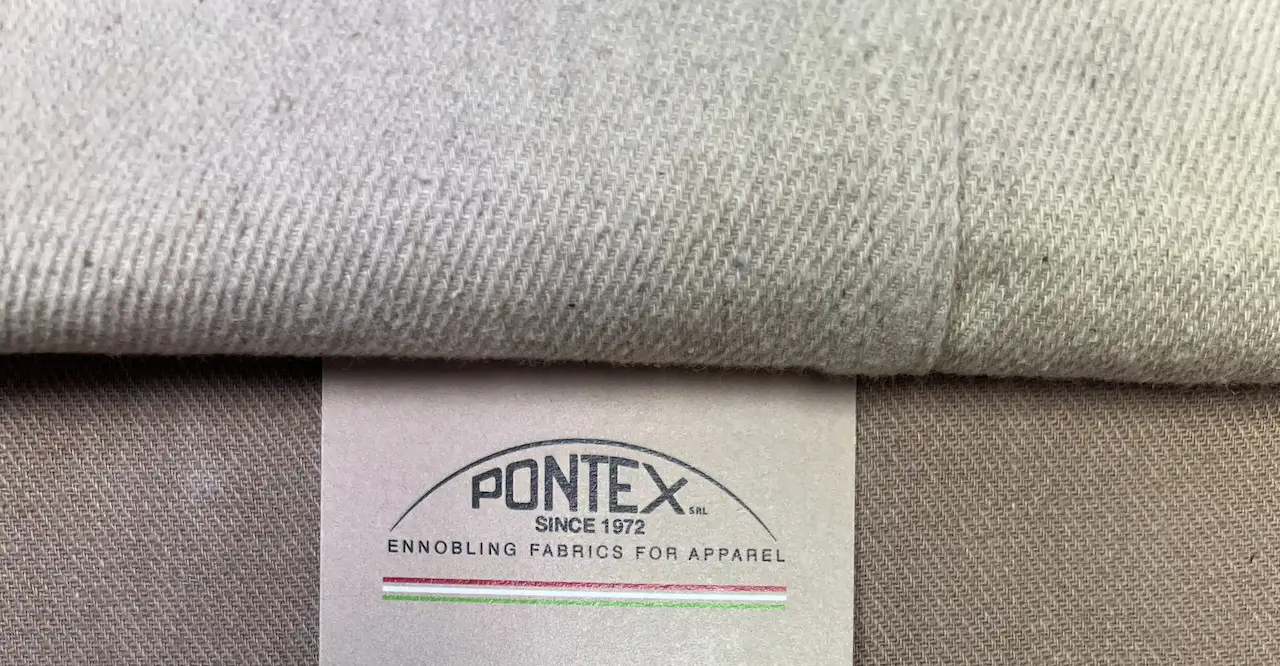 PONTEX SRL
SINCE 1972
ENNOBLING FABRICS FOR APPAREL